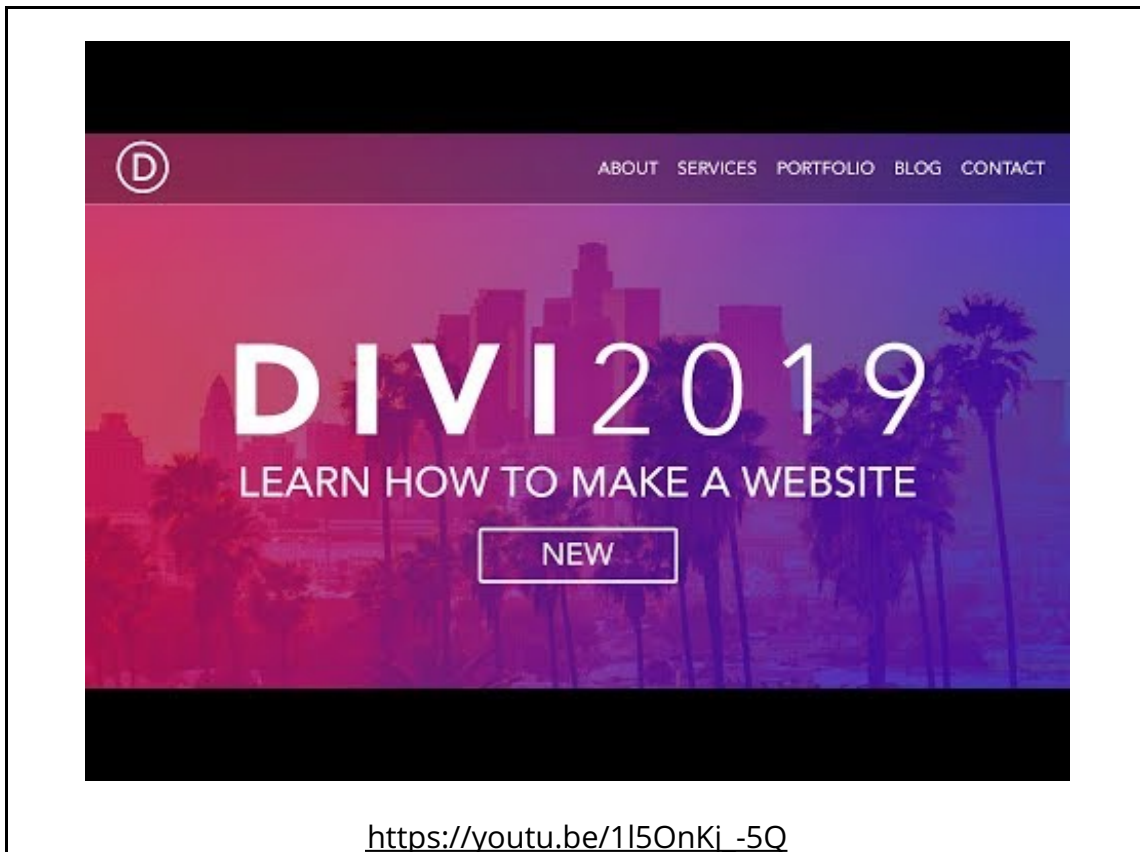 D
ABOUT SERVICES PORTFOLIO BLOG CONTACT
DIVI2019
LEARN HOW TO MAKE A WEBSITE
NEW
https://youtu.be/1l5OnKj_-5Q